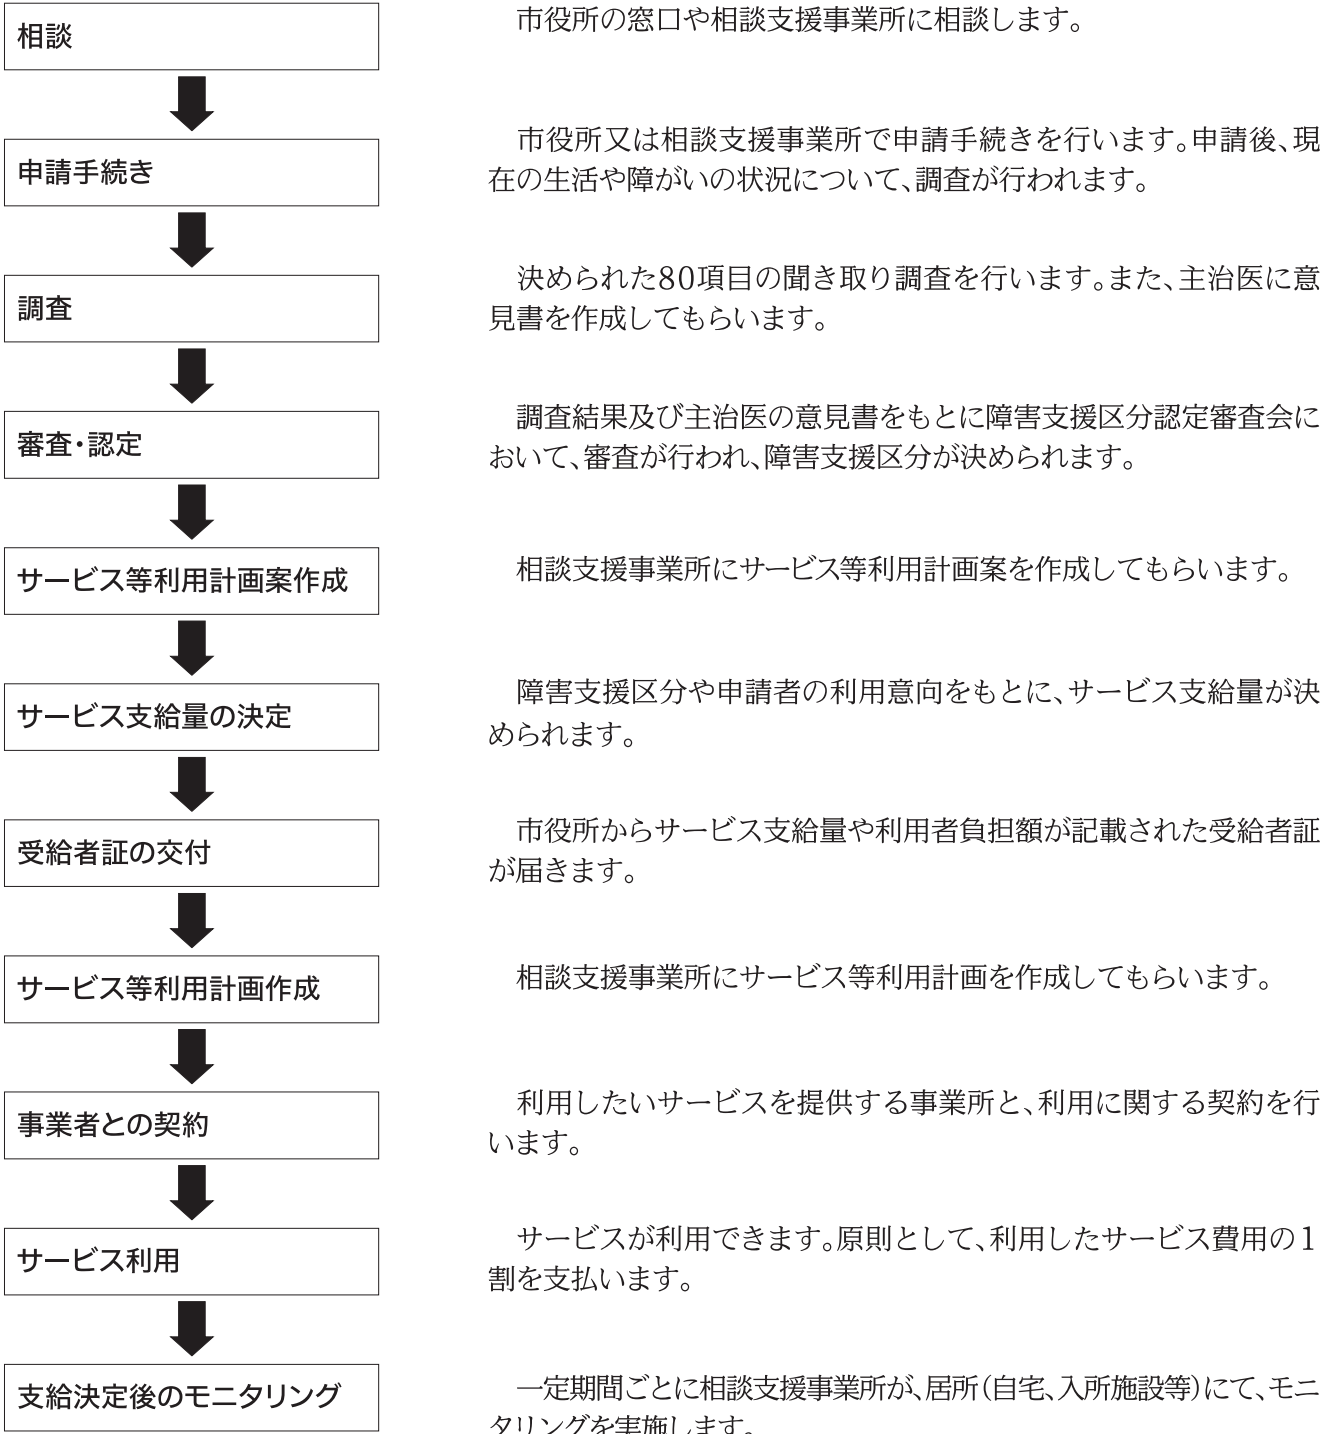 相談
市役所の窓口や相談支援事業所に相談します。
申請手続き
市役所又は相談支援事業所で申請手続きを行います。申請後、現
在の生活や障がいの状況について、調査が行われます。
調査
決められた80項目の聞き取り調査を行います。また、主治医に意
見書を作成してもらいます。
審査・認定
調査結果及び主治医の意見書をもとに障害支援区分認定審査会に
おいて、審査が行われ、障害支援区分が決められます。
サービス等利用計画案作成
相談支援事業所にサービス等利用計画案を作成してもらいます。
サービス支給量の決定
障害支援区分や申請者の利用意向をもとに、サービス支給量が決
められます。
受給者証の交付
市役所からサービス支給量や利用者負担額が記載された受給者証
が届きます。
サービス等利用計画作成
相談支援事業所にサービス等利用計画を作成してもらいます。
事業者との契約
利用したいサービスを提供する事業所と、利用に関する契約を行
います。
サービス利用
サービスが利用できます。原則として、利用したサービス費用の1
割を支払います。
支給決定後のモニタリング
一定期間ごとに相談支援事業所が、居所(自宅、入所施設等)にて、モニ
タリングを実施します。